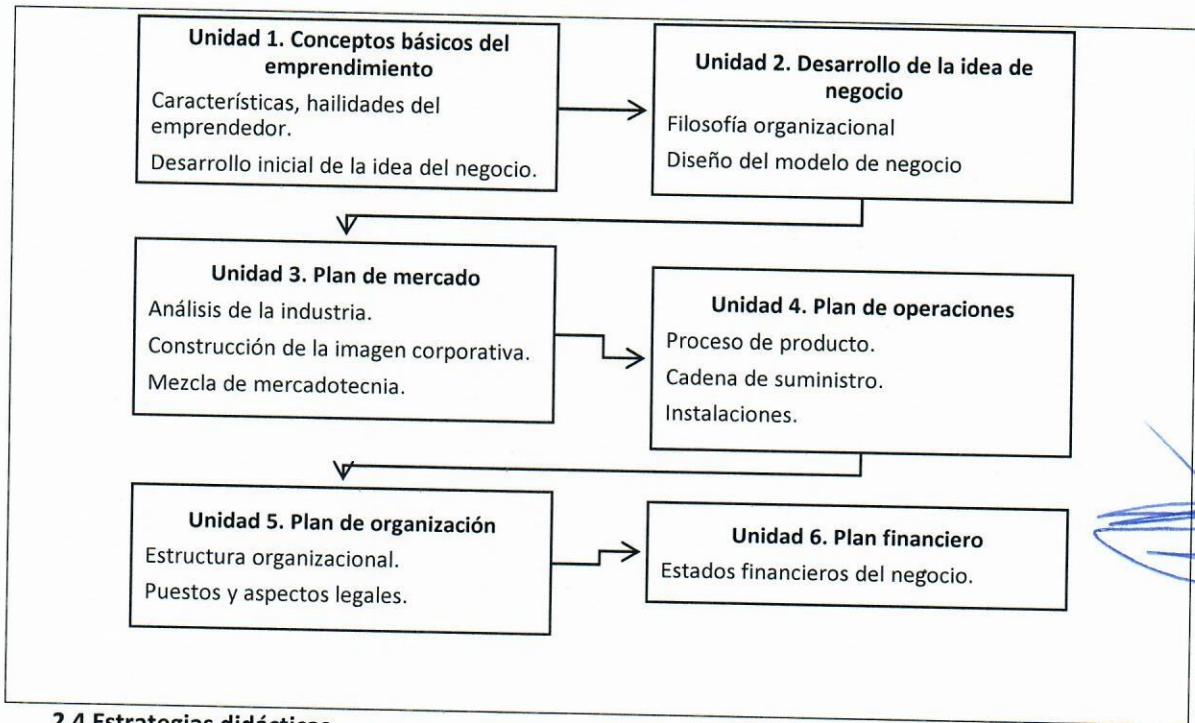 Unidad 1. Conceptos básicos del
emprendimiento
Características, hailidades del
emprendedor.
Desarrollo inicial de la idea del negocio.
Unidad 2. Desarrollo de la idea de
negocio
Filosofía organizacional
Diseño del modelo de negocio
Unidad 3. Plan de mercado
Análisis de la industria.
Construcción de la imagen corporativa.
Mezcla de mercadotecnia.
Unidad 4. Plan de operaciones
Proceso de producto.
Cadena de suministro.
Instalaciones.
Unidad 5. Plan de organización
Estructura organizacional.
Puestos y aspectos legales.
Unidad 6. Plan financiero
Estados financieros del negocio.
2.4 Estrategias didácticas